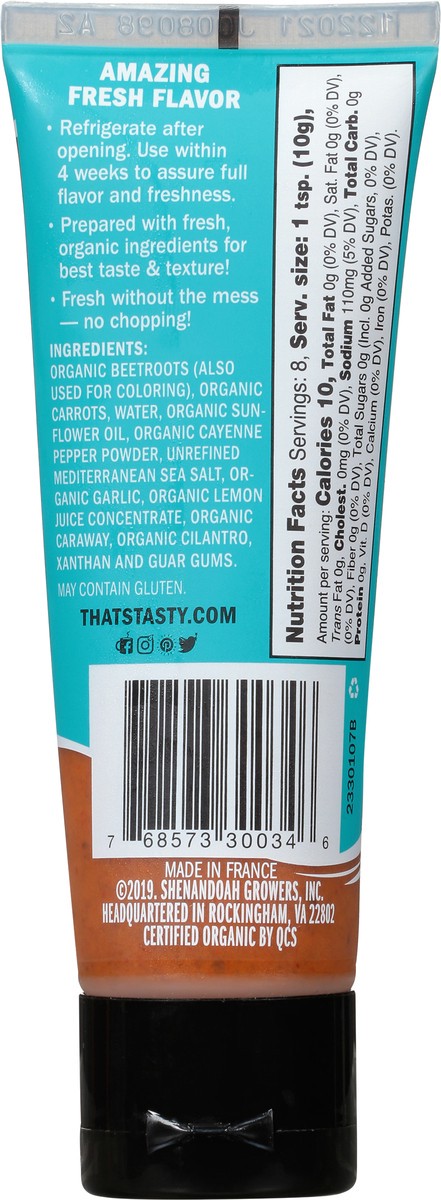 122021 J008098 AZ
AMAZING
FRESH FLAVOR
• Refrigerate after
opening. Use within
4 weeks to assure full
flavor and freshness.
• Prepared with fresh,
organic ingredients for
best taste & texture!
• Fresh without the mess
— no chopping!
INGREDIENTS:
ORGANIC BEETROOTS (ALSO
USED FOR COLORING), ORGANIC
CARROTS, WATER, ORGANIC SUN-
FLOWER OIL, ORGANIC CAYENNE
PEPPER POWDER, UNREFINED
MEDITERRANEAN SEA SALT, OR-
GANIC GARLIC, ORGANIC LEMON
JUICE CONCENTRATE, ORGANIC
CARAWAY, ORGANIC CILANTRO,
XANTHAN AND GUAR GUMS.
MAY CONTAIN GLUTEN.
THATSTASTY.COM
Nutrition Facts Servings: 8, Serv. size: 1 tsp. (10g),
Amount per serving: Calories 10, Total Fat 0g (0% DV), Sat. Fat 0g (0% DV),
Trans Fat 0g, Cholest. 0mg (0% DV), Sodium 110mg (5% DV), Total Carb. 0g
(0% DV), Fiber 0g (0% DV), Total Sugars 0g (Incl. 0g Added Sugars, 0% DV),
Protein 0g, Vit. D (0% DV), Calcium (0% DV), Iron (0% DV), Potas. (0% DV).
2330107B
7 68573 30034 6
MADE IN FRANCE
©2019. SHENANDOAH GROWERS, INC.
HEADQUARTERED IN ROCKINGHAM, VA 22802
CERTIFIED ORGANIC BY QCS